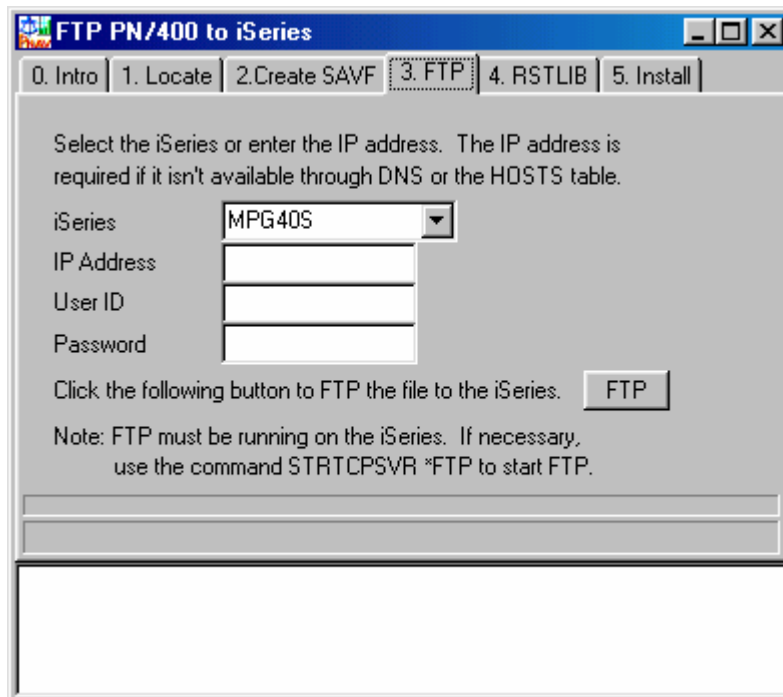 FTP PN/400 to iSeries
0. Intro
1. Locate
2.Create SAVF
3. FTP
4. RSTLIB
5. Install
Select the iSeries or enter the IP address. The IP address is
required if it isn't available through DNS or the HOSTS table.
iSeries
MPG40S
IP Address
User ID
Password
Click the following button to FTP the file to the iSeries.
FTP
Note: FTP must be running on the iSeries. If necessary,
use the command STRTCPSVR *FTP to start FTP.